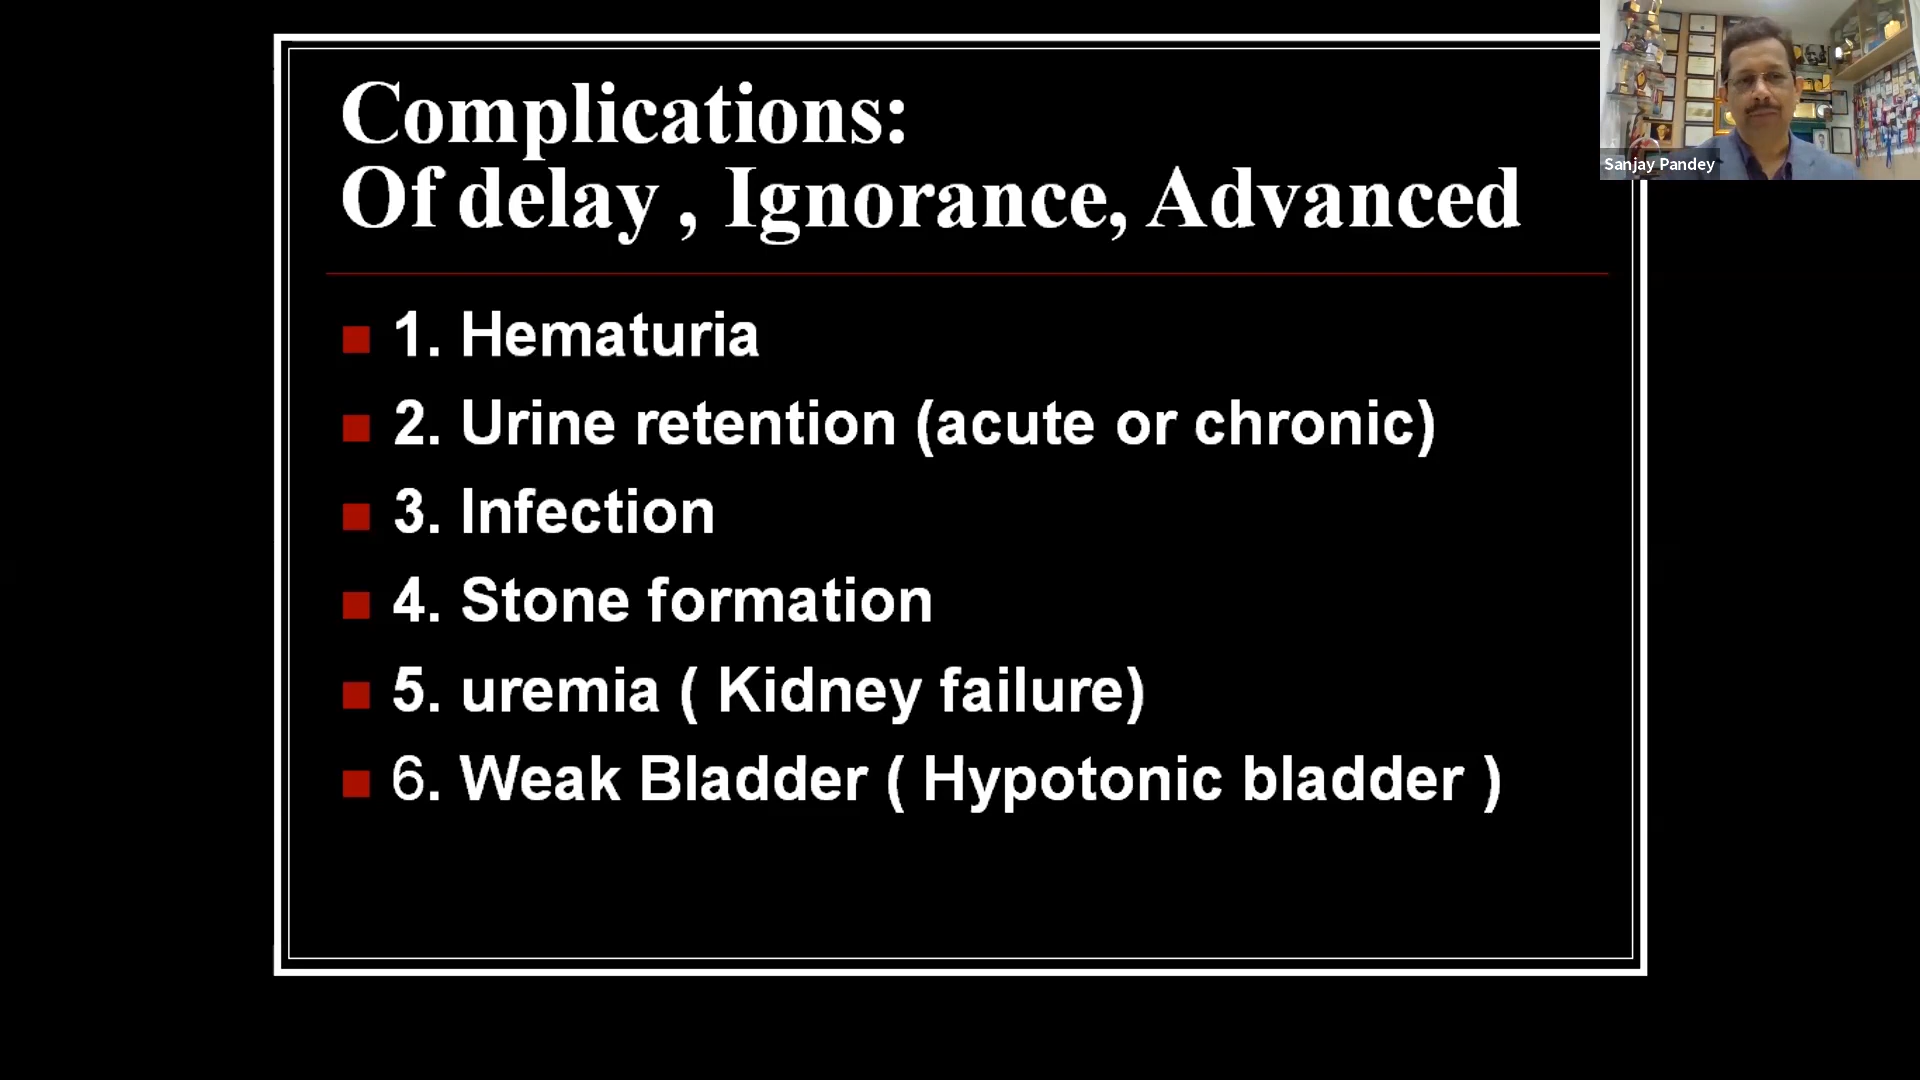 Complications:
Of delay , Ignorance, Advanced
1. Hematuria
2. Urine retention (acute or chronic)
3. Infection
4. Stone formation
5. uremia ( Kidney failure)
6. Weak Bladder ( Hypotonic bladder )
Sanjay Pandey